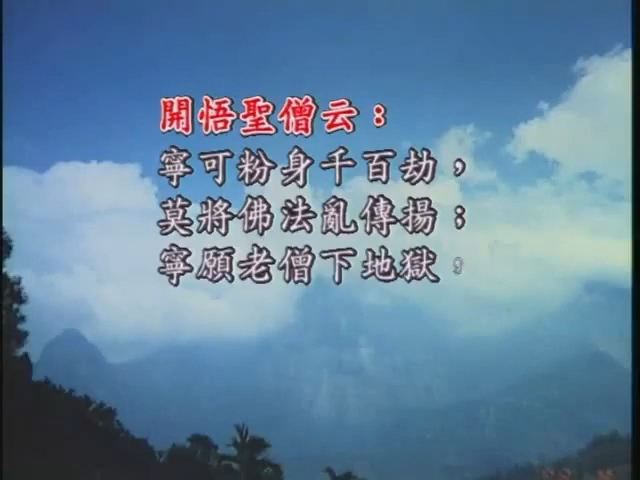 開悟聖僧云：
寧可粉身千百劫，
莫將佛法亂傳揚；
寧願老僧下地獄，